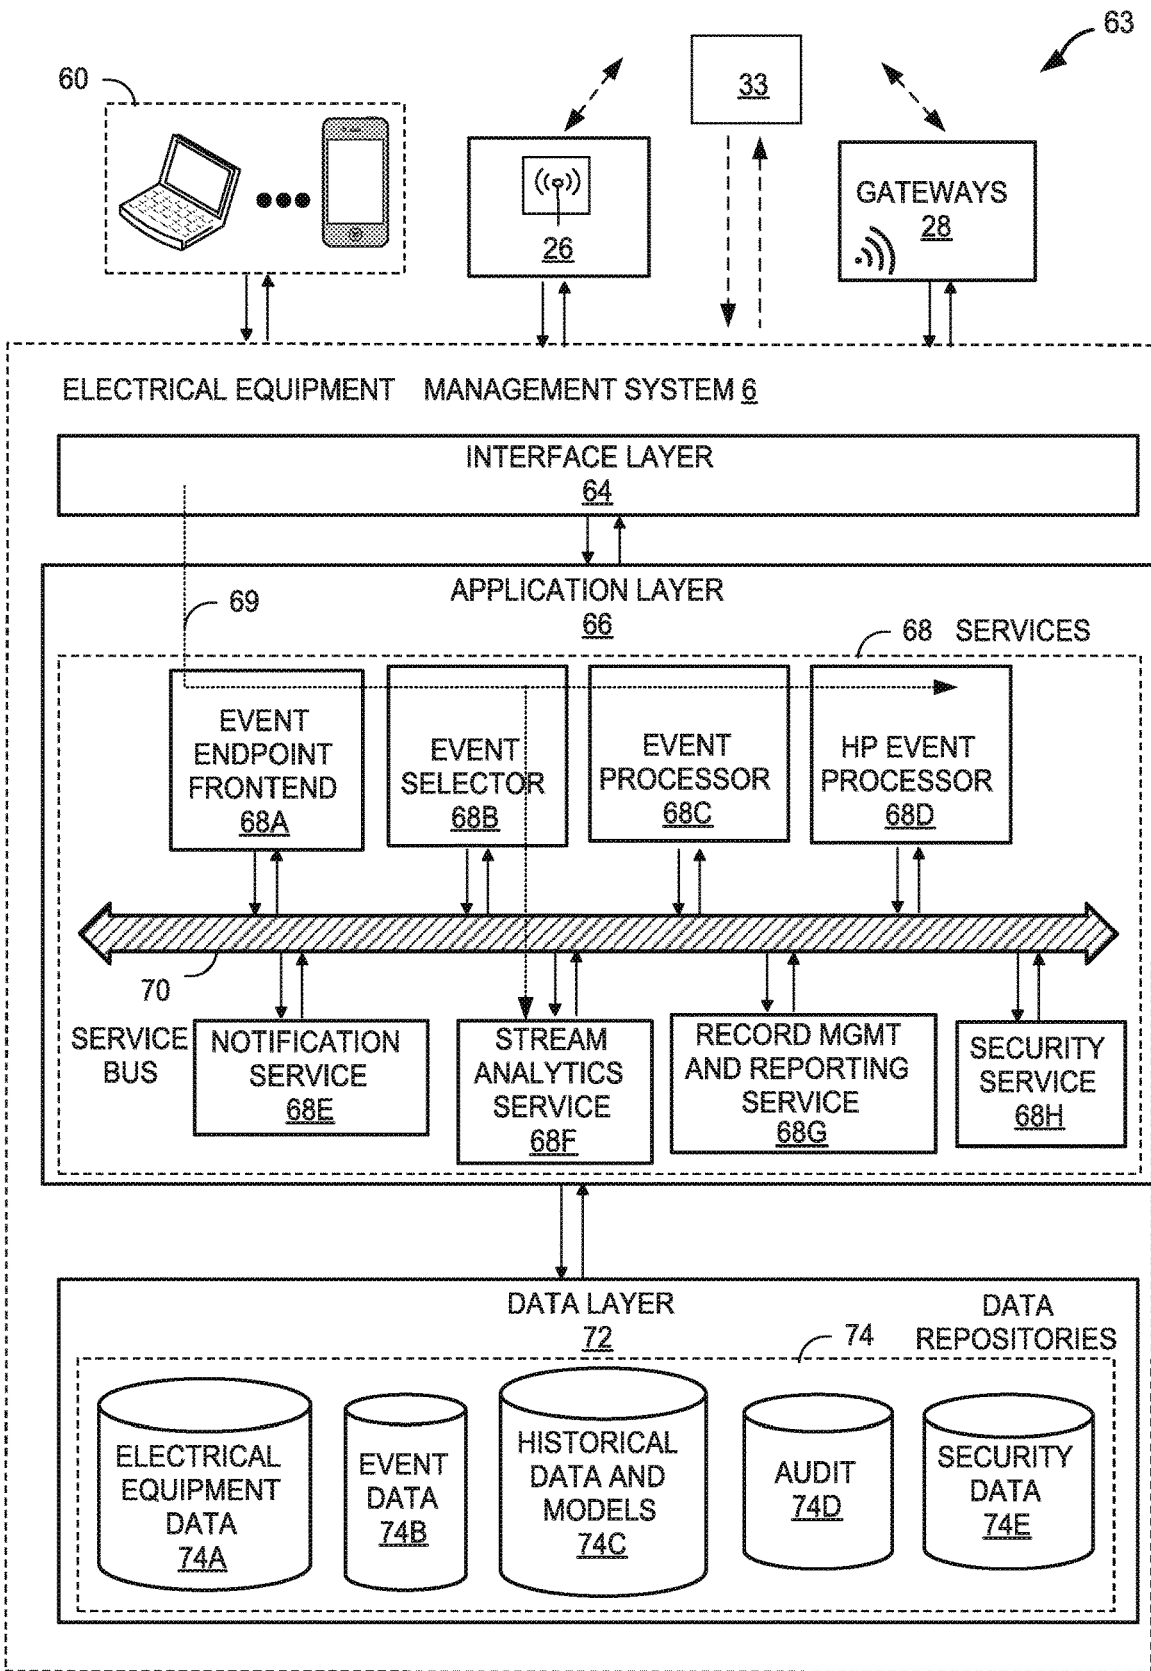 63
60
33
26
GATEWAYS
28
ELECTRICAL EQUIPMENT MANAGEMENT SYSTEM 6
INTERFACE LAYER
64
APPLICATION LAYER
66
69
68 SERVICES
EVENT
ENDPOINT
FRONTEND
68A
EVENT
SELECTOR
68B
EVENT
PROCESSOR
68C
HP EVENT
PROCESSOR
68D
70
SERVICE
BUS
NOTIFICATION
SERVICE
68E
STREAM
ANALYTICS
SERVICE
68F
RECORD MGMT
AND REPORTING
SERVICE
68G
SECURITY
SERVICE
68H
DATA LAYER
72
74
DATA
REPOSITORIES
ELECTRICAL
EQUIPMENT
DATA
74A
EVENT
DATA
74B
HISTORICAL
DATA AND
MODELS
74C
AUDIT
74D
SECURITY
DATA
74E